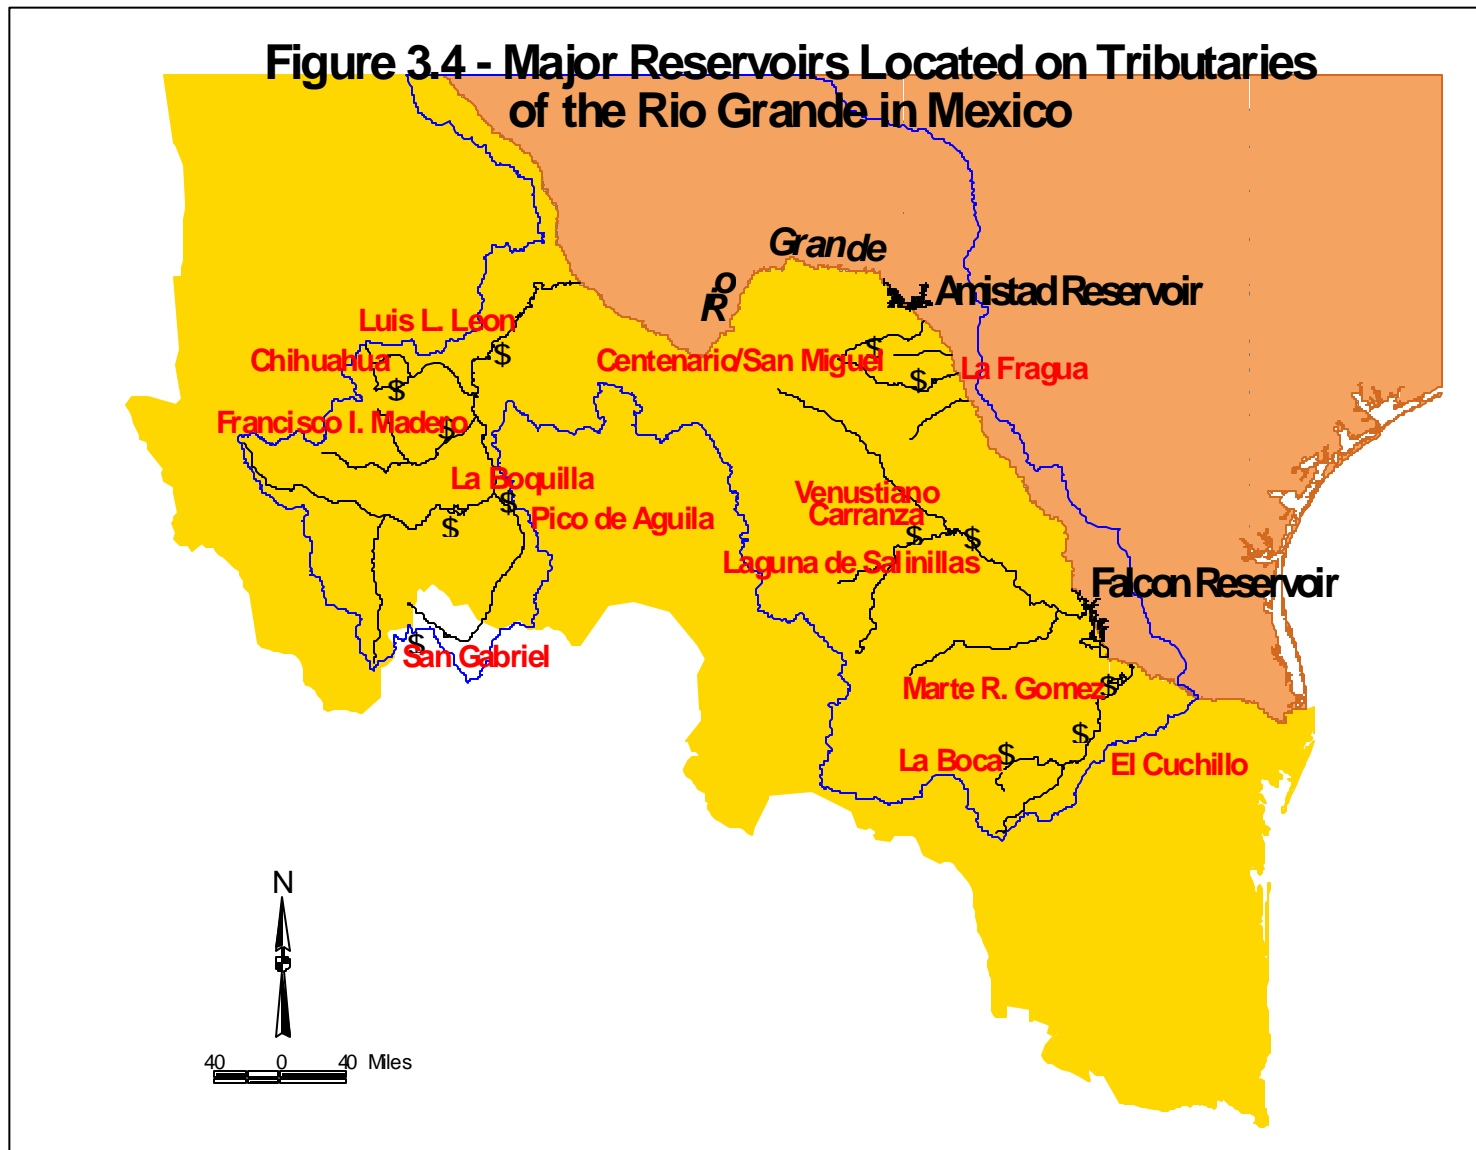 Figure 3.4 - Major Reservoirs Located on Tributaries
of the Rio Grande in Mexico
Grande
Rio
Amistad Reservoir
Luis L. Leon
$
Chihuahua
$
Centenario/San Miguel
$
$
La Fragua
Francisco I. Madero
$
La Boquilla
$
$
Pico de Aguila
Venustiano
Carranza
$
$
Laguna de Salinillas
Falcon Reservoir
$
San Gabriel
Marte R. Gomez
$
$
La Boca
$
El Cuchillo
N
40 0 40 Miles